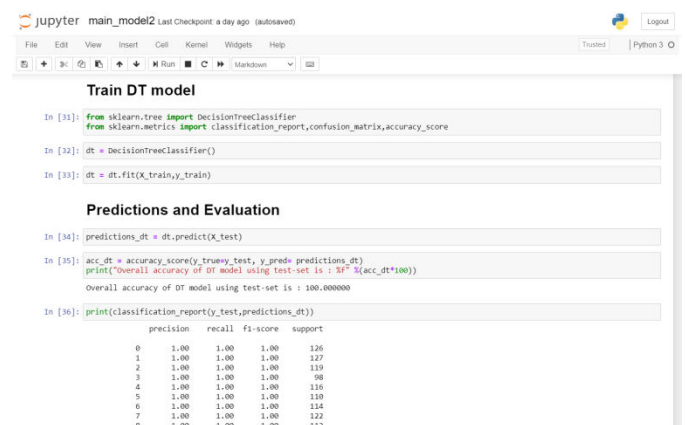 jupyter main_model2 Last Checkpoint: a day ago (autosaved)
Logout
File Edit View Insert Cell Kernel Widgets Help
Trusted Python 3
Run Markdown
Train DT model
In [31]: from sklearn.tree import DecisionTreeClassifier
from sklearn.metrics import classification_report,confusion_matrix,accuracy_score
In [32]: dt = DecisionTreeClassifier()
In [33]: dt = dt.fit(X_train,y_train)
Predictions and Evaluation
In [34]: predictions_dt = dt.predict(X_test)
In [35]: acc_dt = accuracy_score(y_true=y_test, y_pred= predictions_dt)
print("Overall accuracy of DT model using test-set is : %f" %(acc_dt*100))
Overall accuracy of DT model using test-set is : 100.000000
In [36]: print(classification_report(y_test,predictions_dt))
precision recall f1-score support
0 1.00 1.00 1.00 126
1 1.00 1.00 1.00 127
2 1.00 1.00 1.00 119
3 1.00 1.00 1.00 98
4 1.00 1.00 1.00 116
5 1.00 1.00 1.00 110
6 1.00 1.00 1.00 114
7 1.00 1.00 1.00 122